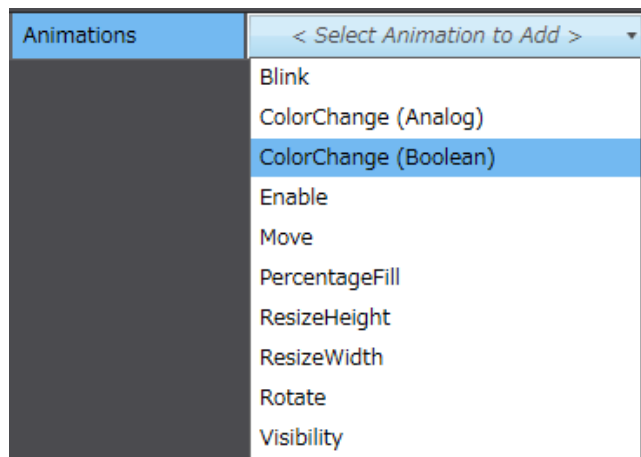 Animations
< Select Animation to Add >
Blink
ColorChange (Analog)
ColorChange (Boolean)
Enable
Move
PercentageFill
ResizeHeight
ResizeWidth
Rotate
Visibility